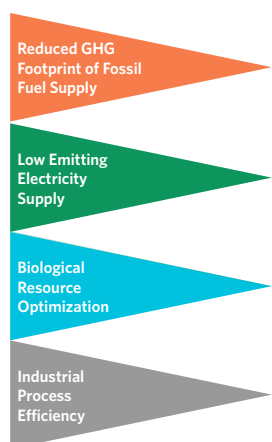 Reduced GHG
Footprint of Fossil
Fuel Supply
Low Emitting
Electricity
Supply
Biological
Resource
Optimization
Industrial
Process
Efficiency